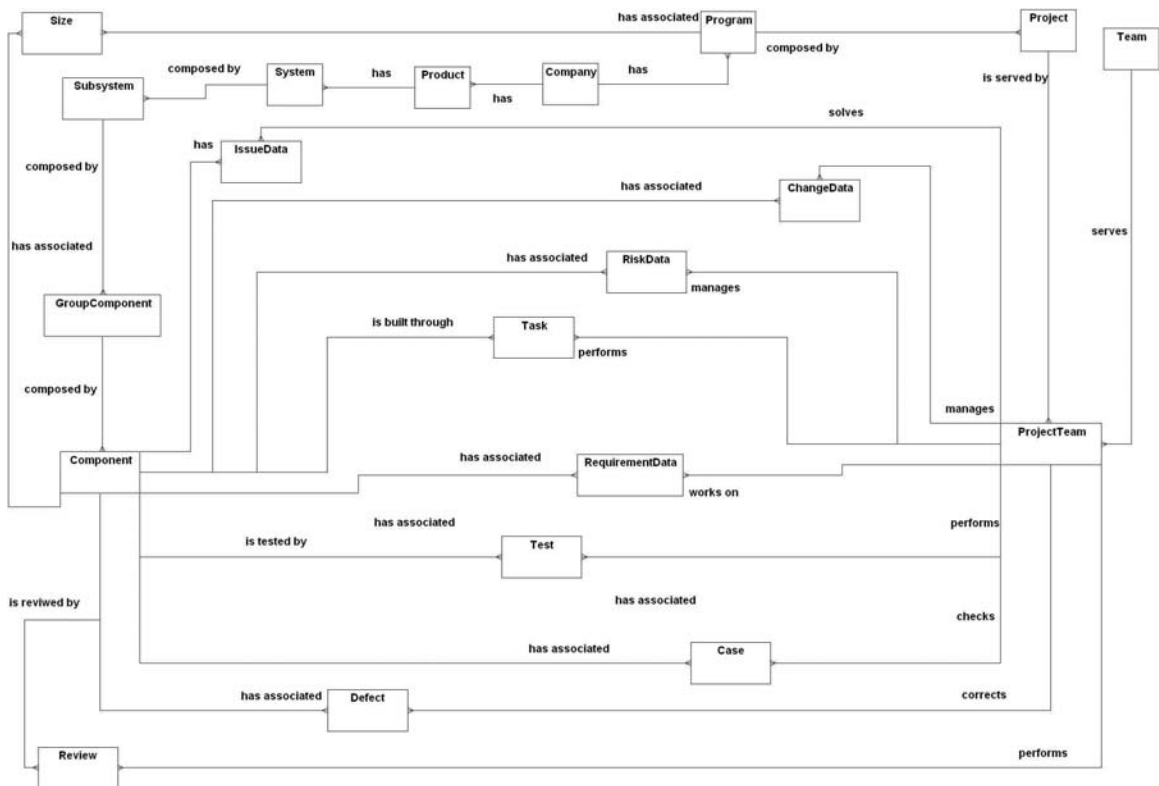 Size
has associated
Program
Project
Team
composed by
System
has
Product
Company
has
composed by
is served by
Subsystem
has
solves
has
IssueData
composed by
has associated
ChangeData
has associated
serves
has associated
RiskData
manages
GroupComponent
is built through
Task
performs
composed by
manages
ProjectTeam
Component
has associated
RequirementData
works on
has associated
performs
is tested by
Test
is reviwed by
has associated
checks
has associated
Case
has associated
Defect
corrects
Review
performs